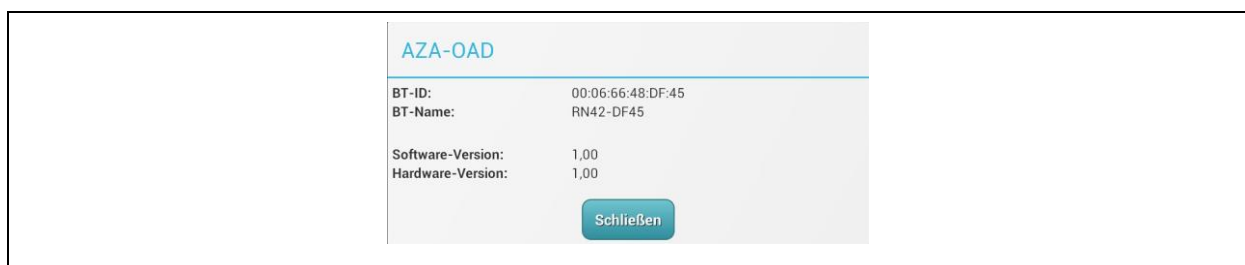 AZA-OAD
BT-ID: 00:06:66:48:DF:45
BT-Name: RN42-DF45
Software-Version: 1,00
Hardware-Version: 1,00
Schließen